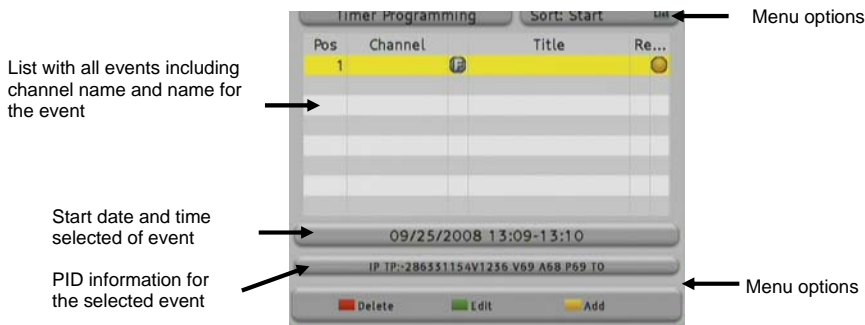 Timer Programming Sort: Start List
Menu options
Pos Channel Title Re...
1
List with all events including
channel name and name for
the event
Start date and time
selected of event
09/25/2008 13:09-13:10
PID information for
the selected event
IP TP:-286331154V1236 V69 A68 P69 T0
Menu options
Delete Edit Add